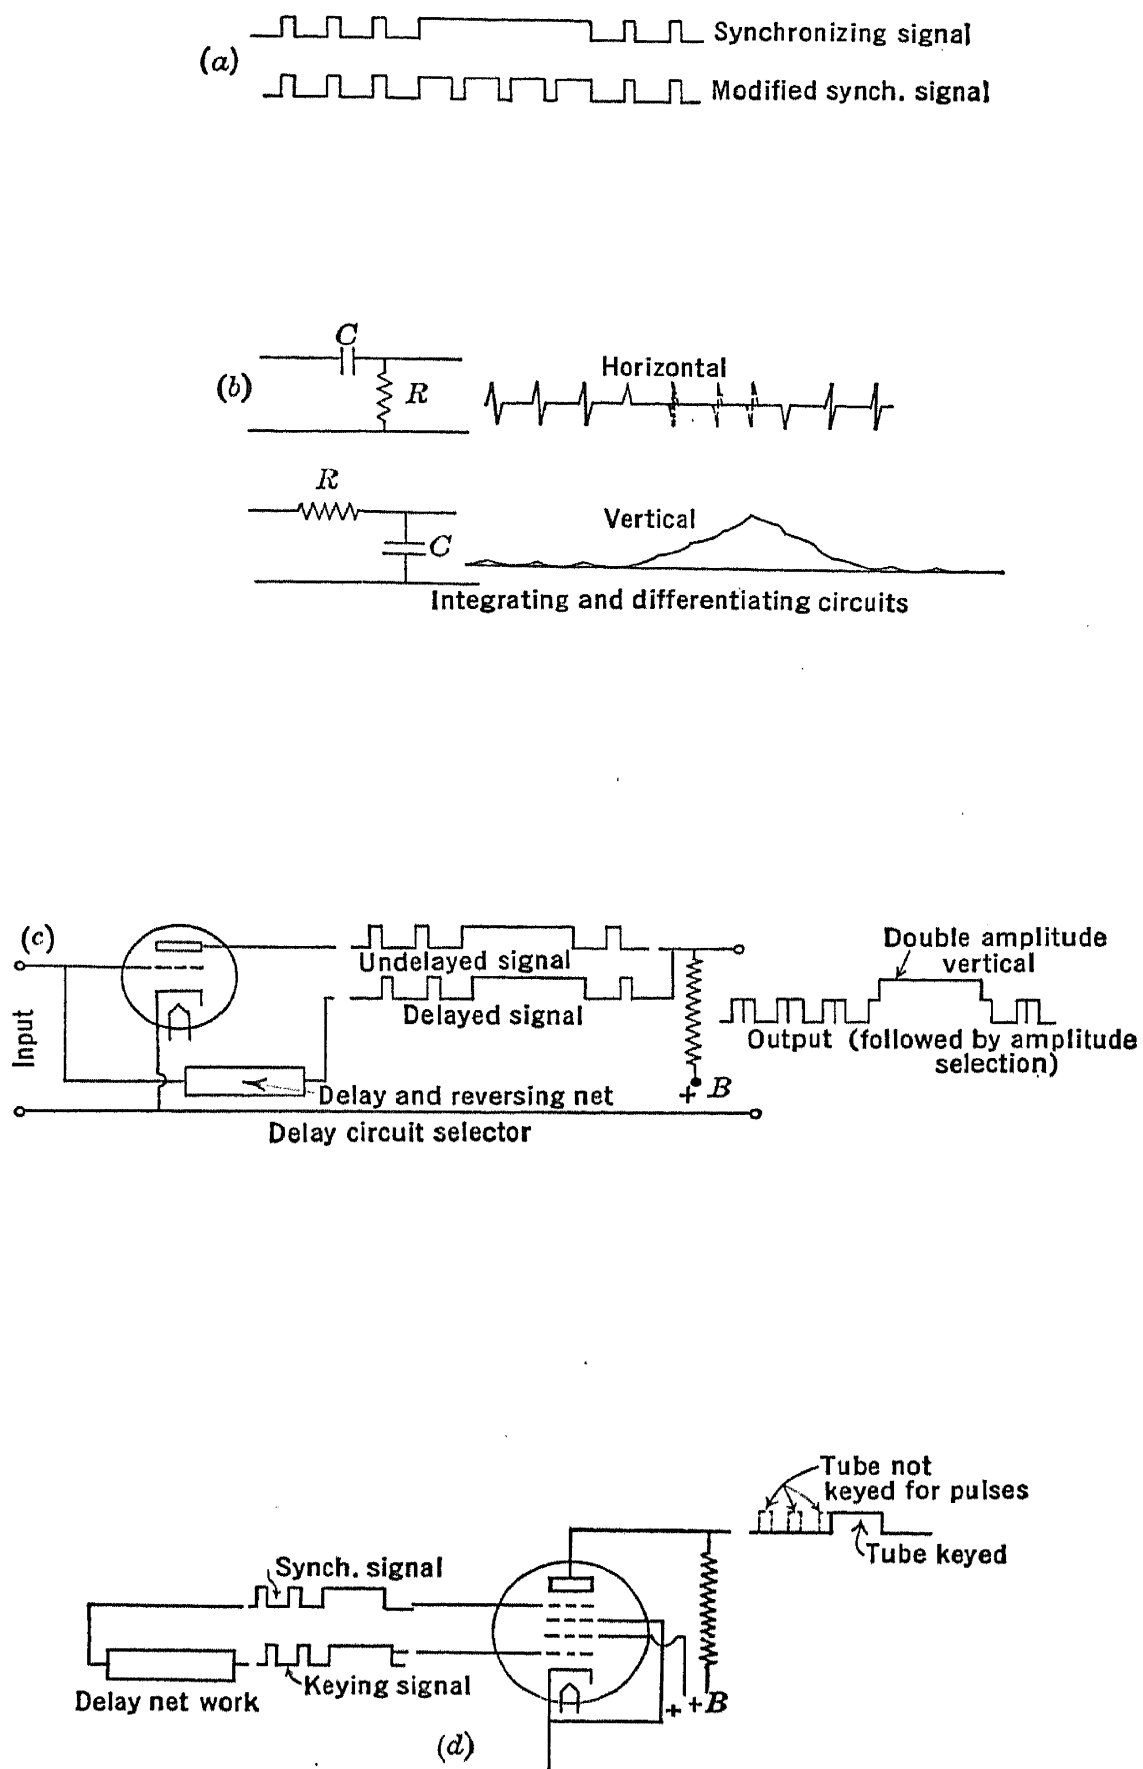 (a)
Synchronizing signal
Modified synch. signal
(b)
C
R
Horizontal
R
C
Vertical
Integrating and differentiating circuits
(c)
Input
Undelayed signal
Delayed signal
Delay and reversing net
Delay circuit selector
+ B
Double amplitude
vertical
Output (followed by amplitude
selection)
Tube not
keyed for pulses
Tube keyed
Synch. signal
Keying signal
Delay net work
+ +B
(d)